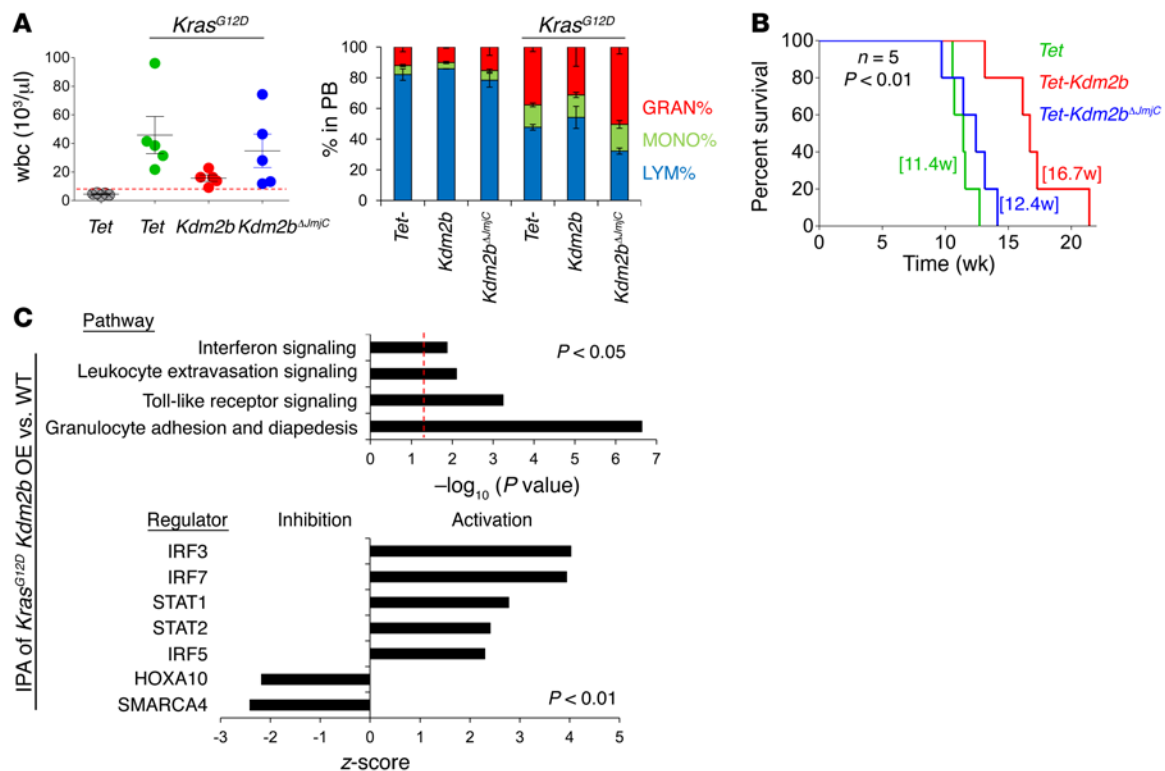 A
Kras^G12D
wbc (10³/µl)
100
80
60
40
20
0
Tet
Tet
Kdm2b
Kdm2b^ΔJmjC
Kras^G12D
% in PB
100
80
60
40
20
0
GRAN%
MONO%
LYM%
Tet-
Kdm2b
Kdm2b^ΔJmjC
Tet-
Kdm2b
Kdm2b^ΔJmjC
B
Percent survival
100
80
60
40
20
0
n = 5
P < 0.01
Tet
Tet-Kdm2b
Tet-Kdm2b^ΔJmjC
[11.4w]
[16.7w]
[12.4w]
0 5 10 15 20
Time (wk)
C
IPA of Kras^G12D Kdm2b OE vs. WT
Pathway
Interferon signaling
Leukocyte extravasation signaling
Toll-like receptor signaling
Granulocyte adhesion and diapedesis
P < 0.05
0 1 2 3 4 5 6 7
–log₁₀ (P value)
Regulator Inhibition Activation
IRF3
IRF7
STAT1
STAT2
IRF5
HOXA10
SMARCA4
P < 0.01
-3 -2 -1 0 1 2 3 4 5
z-score